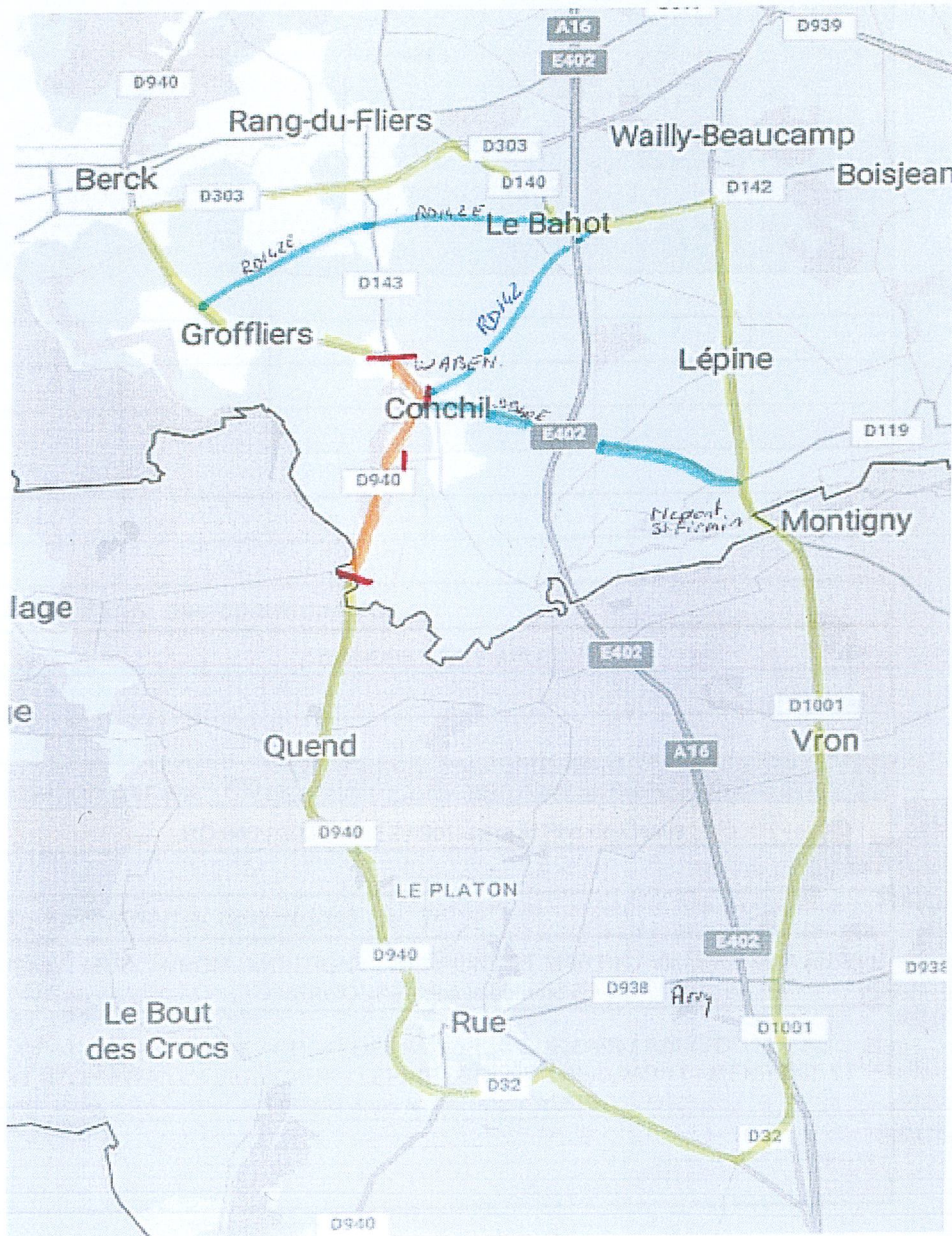 A16
D939
E402
D940
Rang-du-Fliers
D303
Wailly-Beaucamp
Berck
D303
D140
D142
Boisjean
RD142E
Le Bahot
RD142E
D143
RD142
Groffliers
WABEN.
Lépine
Conchil
E402
D119
D940
Nepont.
St Firmin
Montigny
lage
E402
D1001
Quend
A16
Vron
D940
LE PLATON
E402
D940
D938
D938
Arry
Le Bout
des Crocs
Rue
D1001
D32
D32
D940